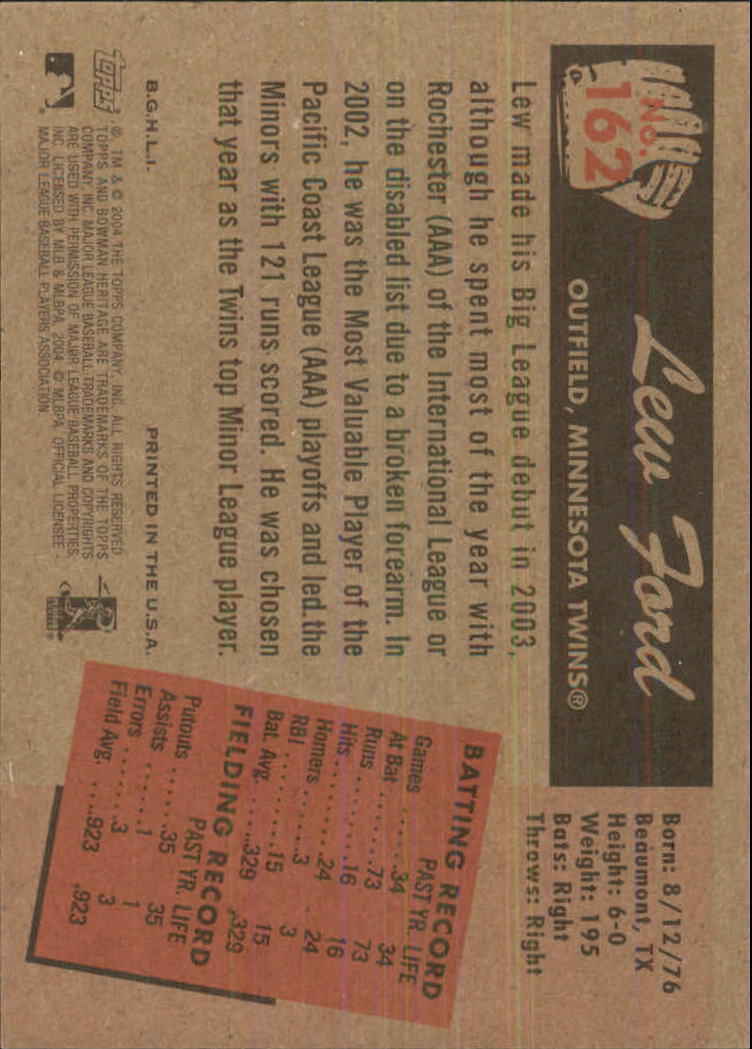 No.
162
Lew Ford
OUTFIELD, MINNESOTA TWINS®
Born: 8/12/76
Beaumont, TX
Height: 6-0
Weight: 195
Bats: Right
Throws: Right
Lew made his Big League debut in 2003,
although he spent most of the year with
Rochester (AAA) of the International League or
on the disabled list due to a broken forearm. In
2002, he was the Most Valuable Player of the
Pacific Coast League (AAA) playoffs and led the
Minors with 121 runs scored. He was chosen
that year as the Twins top Minor League player.
BATTING RECORD
PAST YR. LIFE
Games ......34 34
At Bat ......73 73
Runs ........16 16
Hits .........24 24
Homers ......3 3
RBI .........15 15
Bat. Avg. .....329 .329
FIELDING RECORD
PAST YR. LIFE
Putouts ......35 35
Assists ......1 1
Errors .......3 3
Field Avg. .....923 .923
B.G.H.L.I. PRINTED IN THE U.S.A.
TOPPS
® TM & © 2004 THE TOPPS COMPANY, INC. ALL RIGHTS RESERVED.
TOPPS AND BOWMAN HERITAGE ARE TRADEMARKS OF THE TOPPS
COMPANY, INC. MAJOR LEAGUE BASEBALL TRADEMARKS AND COPYRIGHTS
ARE USED WITH PERMISSION OF MAJOR LEAGUE BASEBALL PROPERTIES,
INC. LICENSED BY MLB & MLBPA 2004. © MLBPA. OFFICIAL LICENSEE -
MAJOR LEAGUE BASEBALL PLAYERS ASSOCIATION